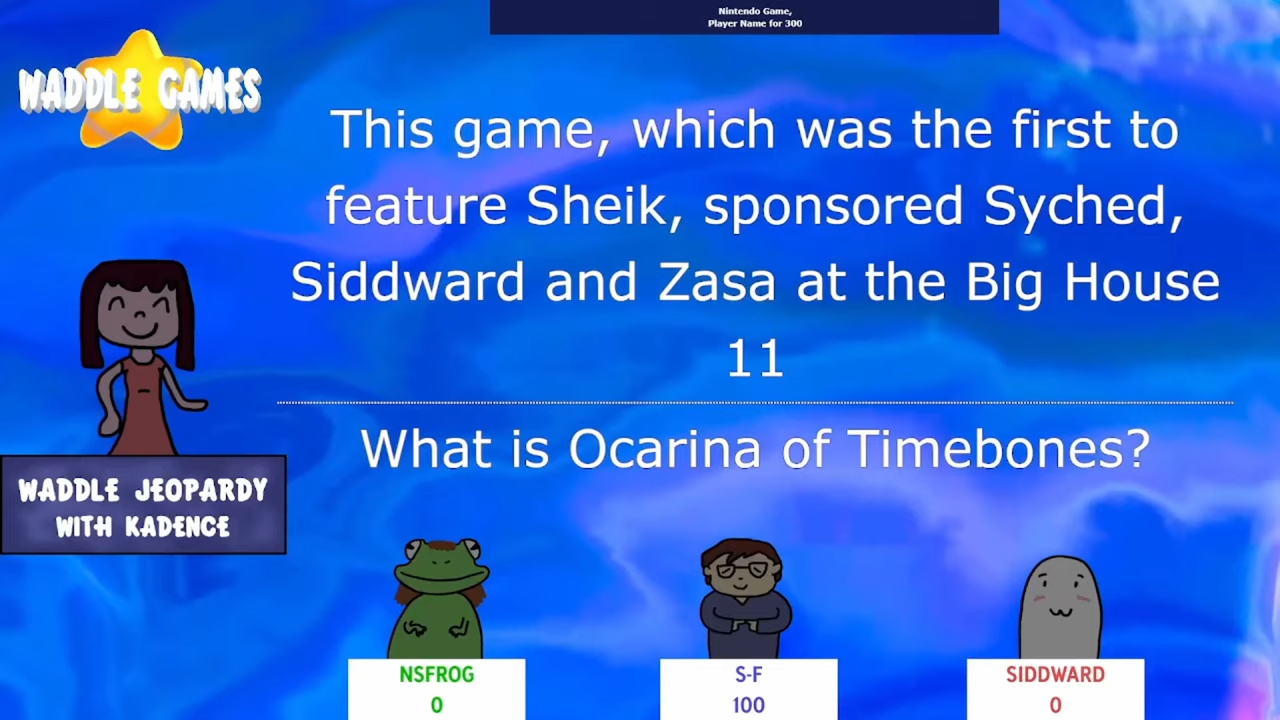 Nintendo Game,
Player Name for 300
WADDLE GAMES
This game, which was the first to
feature Sheik, sponsored Syched,
Siddward and Zasa at the Big House
11
What is Ocarina of Timebones?
WADDLE JEOPARDY
WITH KADENCE
NSFROG
0
S-F
100
SIDDWARD
0